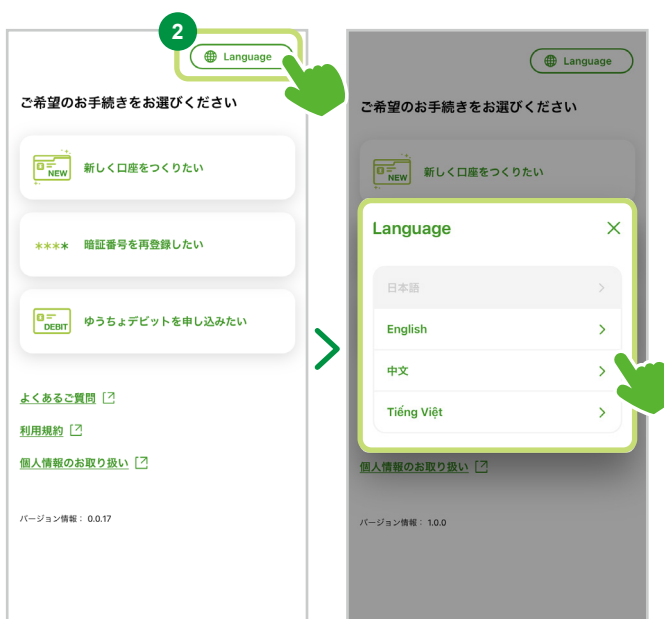 2
Language
ご希望のお手続きをお選びください
NEW
新しく口座をつくりたい
**** 暗証番号を再登録したい
DEBIT
ゆうちょデビットを申し込みたい
よくあるご質問
利用規約
個人情報のお取り扱い
バージョン情報： 0.0.17
Language
ご希望のお手続きをお選びください
NEW
新しく口座をつくりたい
Language
日本語
English
中文
Tiếng Việt
個人情報のお取り扱い
バージョン情報： 1.0.0